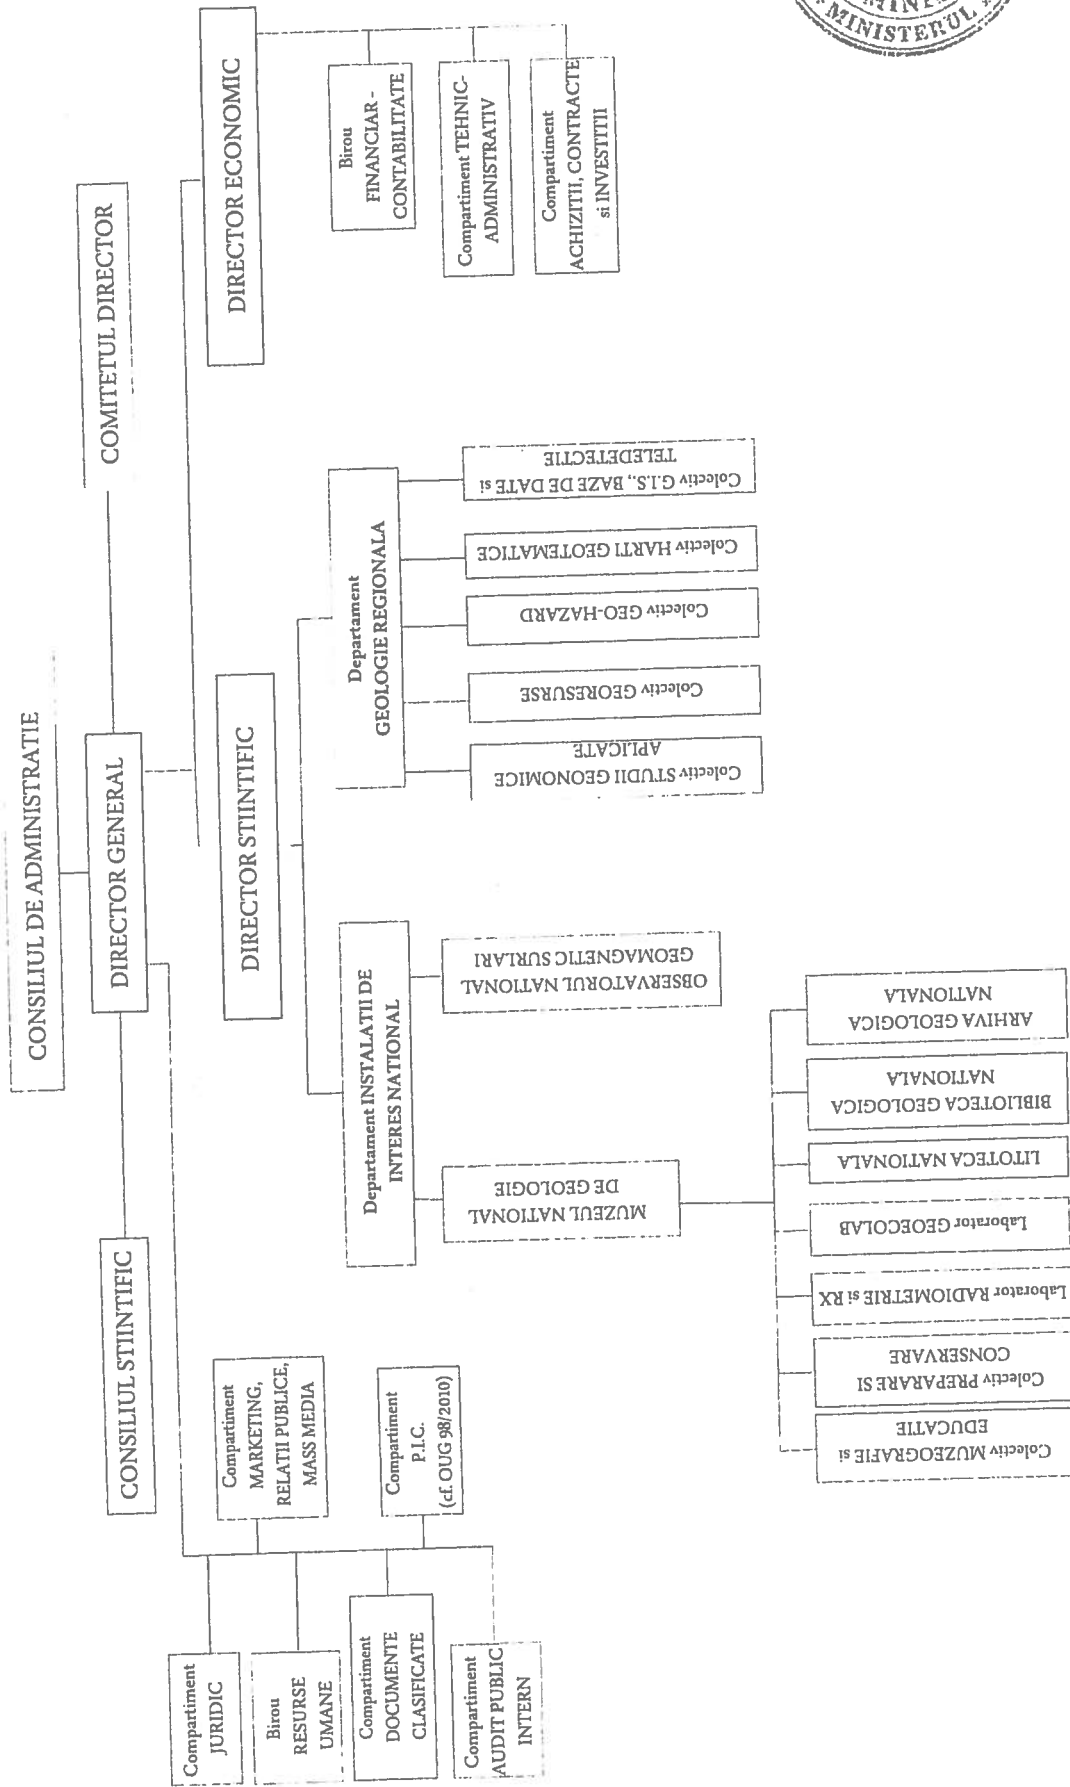 CONSILIUL DE ADMINISTRATIE
CONSILIUL STIINTIFIC
DIRECTOR GENERAL
COMITETUL DIRECTOR
Compartiment
JURIDIC
Birou
RESURSE
UMANE
Compartiment
DOCUMENTE
CLASIFICATE
Compartiment
AUDIT PUBLIC
INTERN
Compartiment
MARKETING,
RELATII PUBLICE,
MASS MEDIA
Compartiment
P.I.C.
(cf. OUG 98/2010)
DIRECTOR STIINTIFIC
DIRECTOR ECONOMIC
Departament INSTALATII DE
INTERES NATIONAL
Departament
GEOLOGIE REGIONALA
Birou
FINANCIAR -
CONTABILITATE
Compartiment TEHNIC-
ADMINISTRATIV
Compartiment
ACHIZITII, CONTRACTE
si INVESTITII
MUZEUL NATIONAL
DE GEOLOGIE
OBSERVATORUL NATIONAL
GEOMAGNETIC SURLARI
Colectiv STUDII GEONOMICE
APLICATE
Colectiv GEORESURSE
Colectiv GEO-HAZARD
Colectiv HARTI GEOTEMATICE
Colectiv G.I.S., BAZE DE DATE si
TELEDETECTIE
Colectiv MUZEOGRAFIE si
EDUCATIE
Colectiv PREPARARE SI
CONSERVARE
Laborator RADIOMETRIE si RX
Laborator GEOECOLAB
LITOTECA NATIONALA
BIBLIOTECA GEOLOGICA
NATIONALA
ARHIVA GEOLOGICA
NATIONALA
MINISTERUL